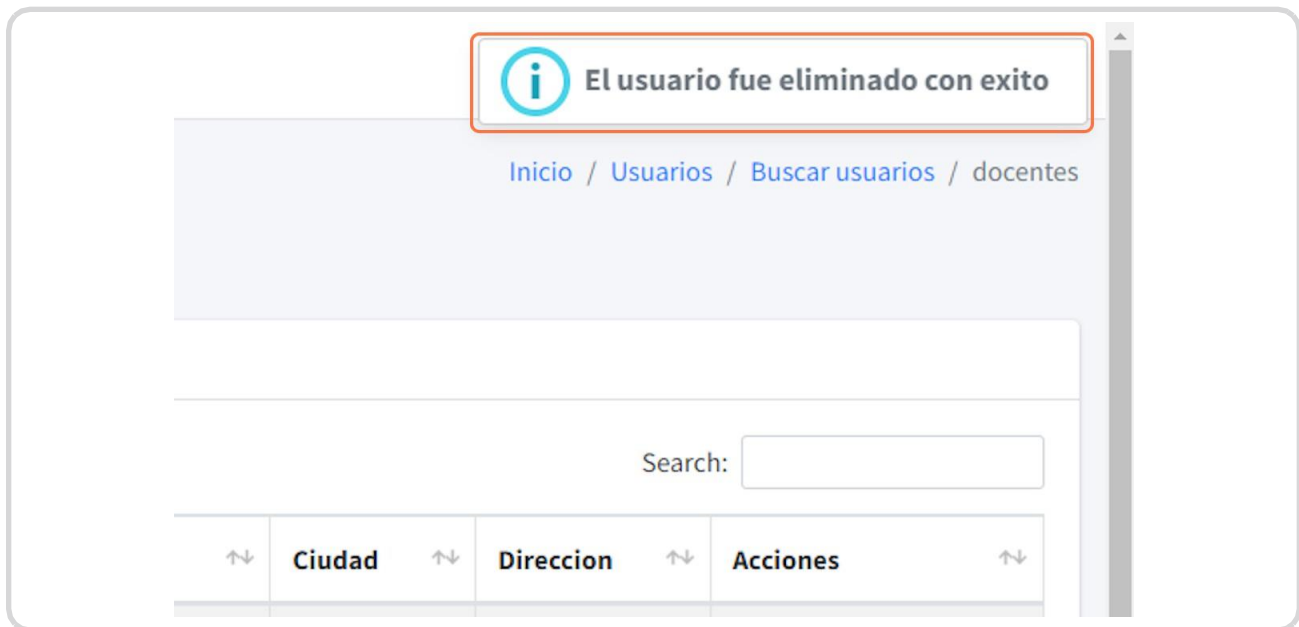 El usuario fue eliminado con exito
Inicio / Usuarios / Buscar usuarios / docentes
Search:
Ciudad Direccion Acciones